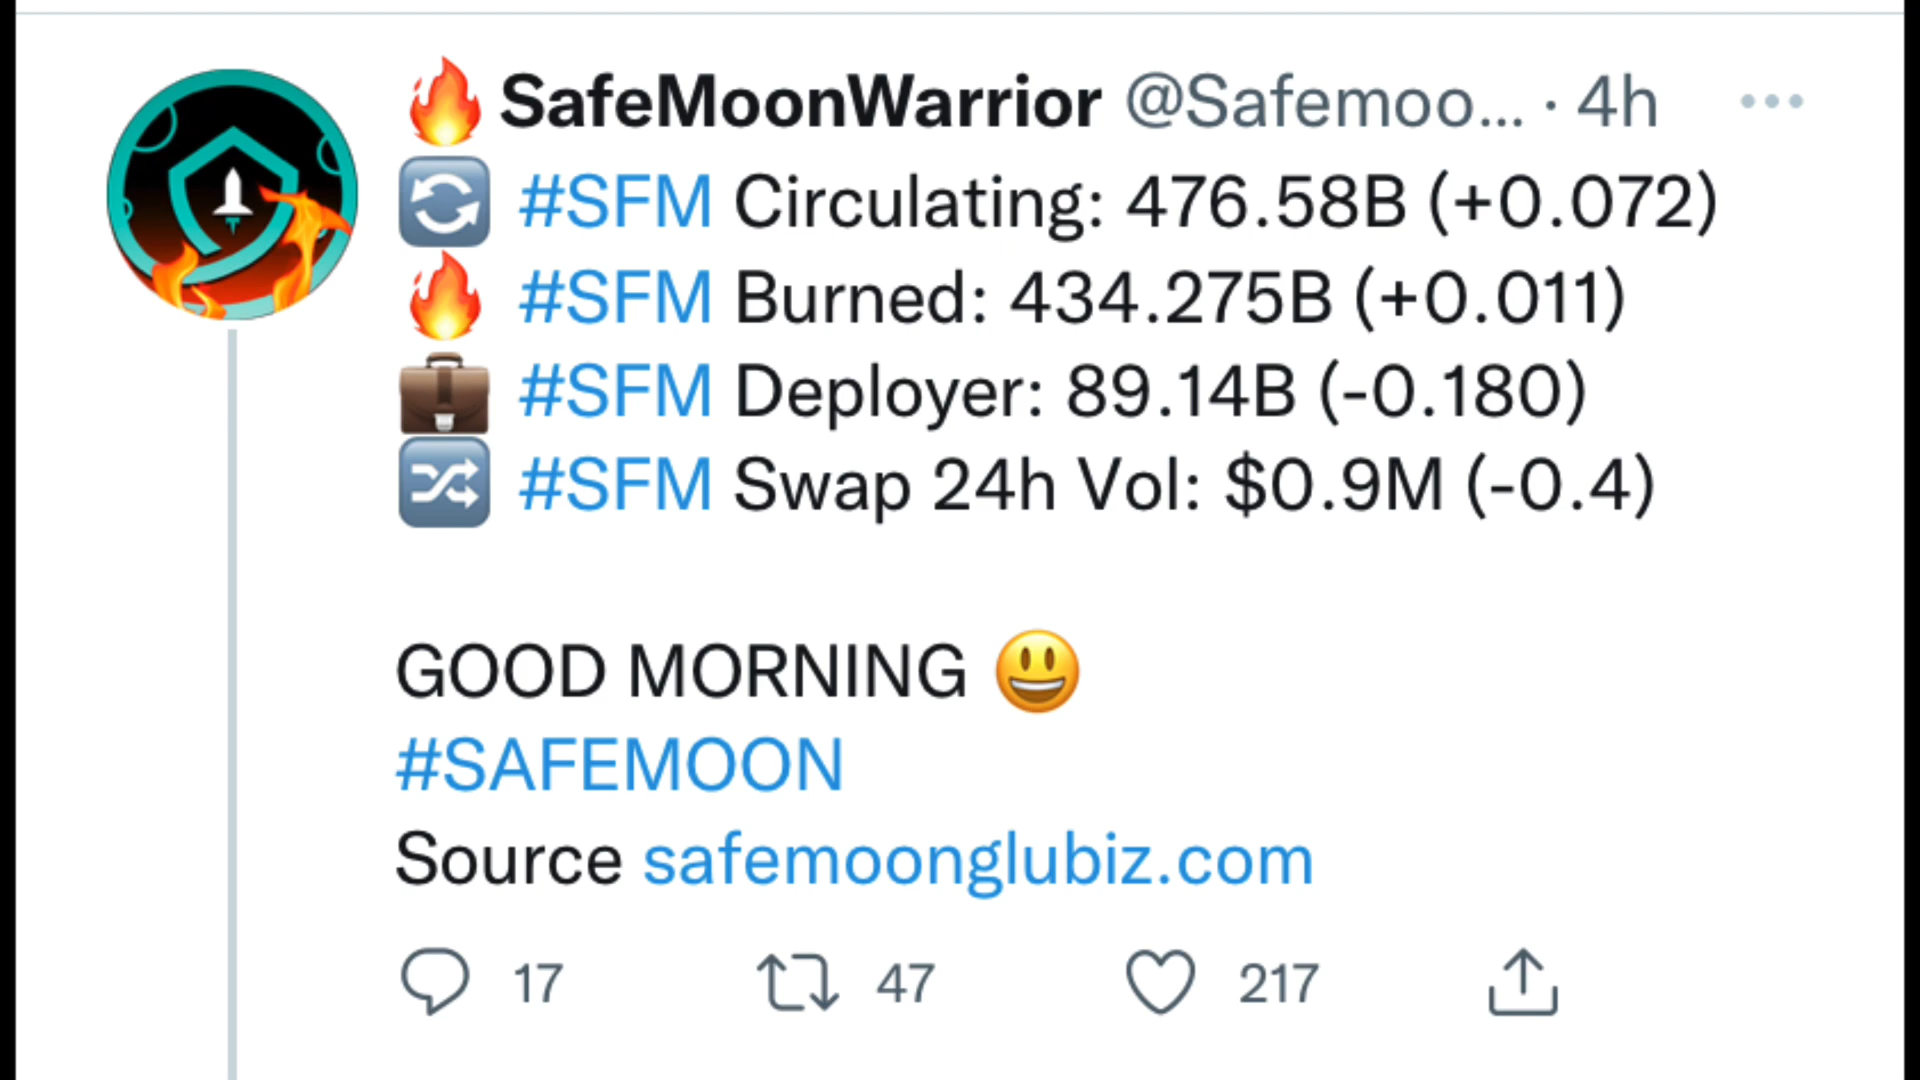 🔥 SafeMoonWarrior @Safemoo... · 4h
🔄 #SFM Circulating: 476.58B (+0.072)
🔥 #SFM Burned: 434.275B (+0.011)
💼 #SFM Deployer: 89.14B (-0.180)
🔀 #SFM Swap 24h Vol: $0.9M (-0.4)
GOOD MORNING 😃
#SAFEMOON
Source safemoonglubiz.com
17 47 217